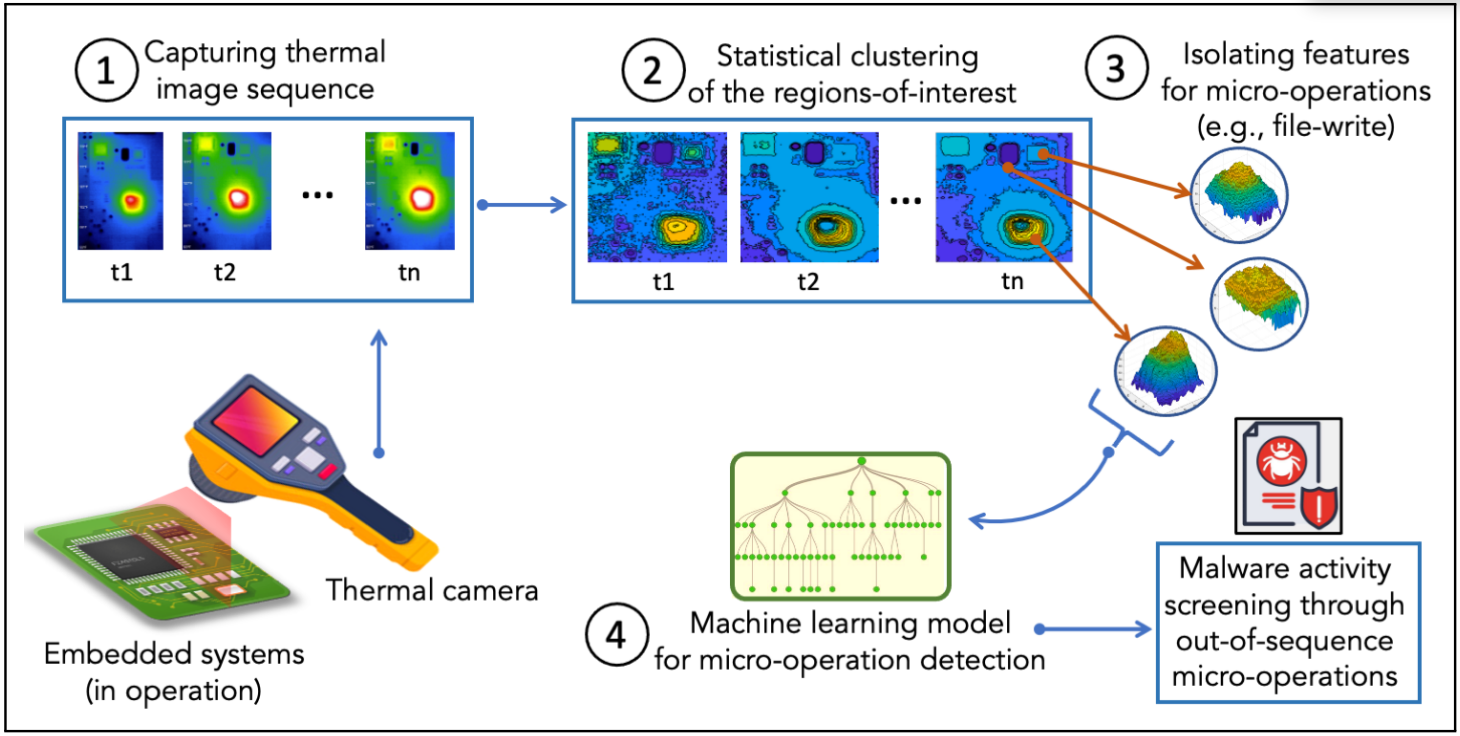 1
Capturing thermal
image sequence
t1
t2
...
tn
2
Statistical clustering
of the regions-of-interest
t1
t2
...
tn
3
Isolating features
for micro-operations
(e.g., file-write)
Thermal camera
Embedded systems
(in operation)
4
Machine learning model
for micro-operation detection
Malware activity
screening through
out-of-sequence
micro-operations